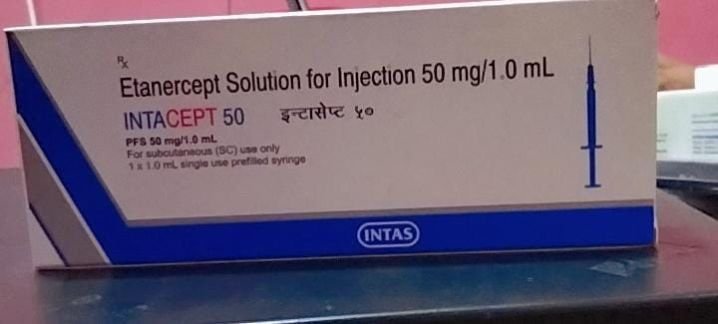 Rx
Etanercept Solution for Injection 50 mg/1.0 mL
INTACEPT 50 इन्टासेप्ट ५०
PFS 50 mg/1.0 mL
For subcutaneous (SC) use only
1 x 1.0 mL single use prefilled syringe
INTAS